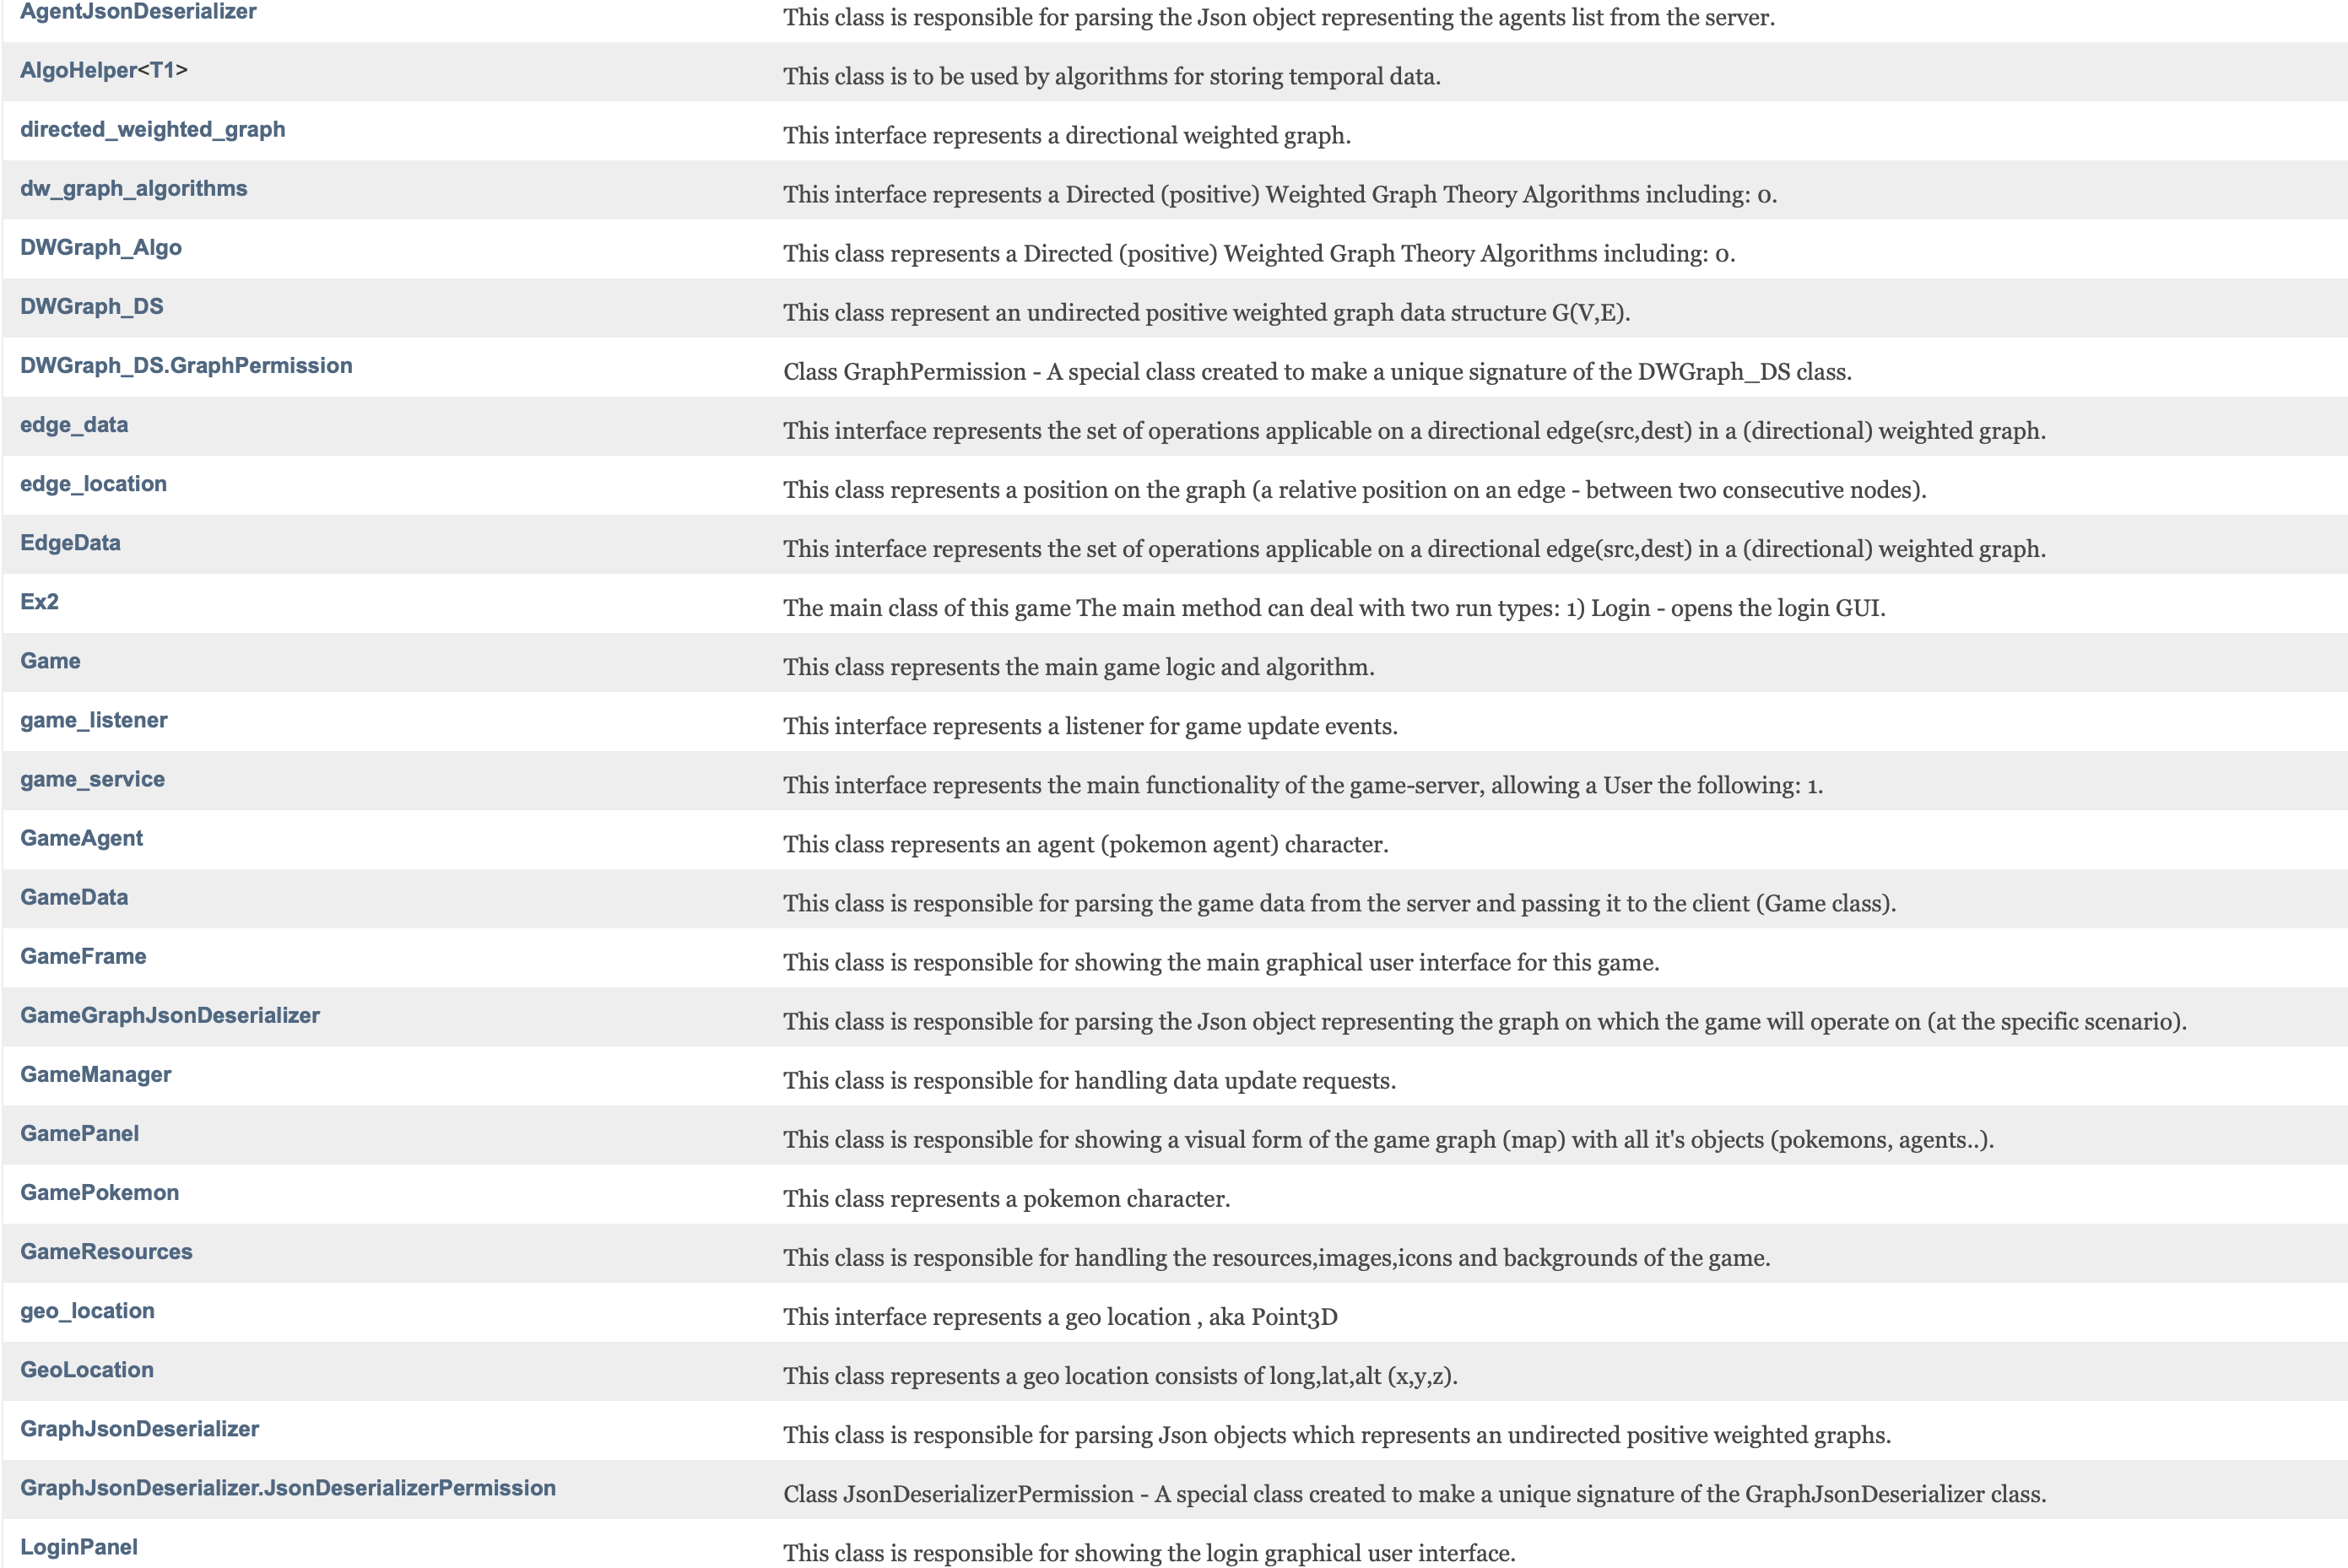 AgentJsonDeserializer This class is responsible for parsing the Json object representing the agents list from the server.
AlgoHelper<T1> This class is to be used by algorithms for storing temporal data.
directed_weighted_graph This interface represents a directional weighted graph.
dw_graph_algorithms This interface represents a Directed (positive) Weighted Graph Theory Algorithms including: 0.
DWGraph_Algo This class represents a Directed (positive) Weighted Graph Theory Algorithms including: 0.
DWGraph_DS This class represent an undirected positive weighted graph data structure G(V,E).
DWGraph_DS.GraphPermission Class GraphPermission - A special class created to make a unique signature of the DWGraph_DS class.
edge_data This interface represents the set of operations applicable on a directional edge(src,dest) in a (directional) weighted graph.
edge_location This class represents a position on the graph (a relative position on an edge - between two consecutive nodes).
EdgeData This interface represents the set of operations applicable on a directional edge(src,dest) in a (directional) weighted graph.
Ex2 The main class of this game The main method can deal with two run types: 1) Login - opens the login GUI.
Game This class represents the main game logic and algorithm.
game_listener This interface represents a listener for game update events.
game_service This interface represents the main functionality of the game-server, allowing a User the following: 1.
GameAgent This class represents an agent (pokemon agent) character.
GameData This class is responsible for parsing the game data from the server and passing it to the client (Game class).
GameFrame This class is responsible for showing the main graphical user interface for this game.
GameGraphJsonDeserializer This class is responsible for parsing the Json object representing the graph on which the game will operate on (at the specific scenario).
GameManager This class is responsible for handling data update requests.
GamePanel This class is responsible for showing a visual form of the game graph (map) with all it's objects (pokemons, agents..).
GamePokemon This class represents a pokemon character.
GameResources This class is responsible for handling the resources,images,icons and backgrounds of the game.
geo_location This interface represents a geo location , aka Point3D
GeoLocation This class represents a geo location consists of long,lat,alt (x,y,z).
GraphJsonDeserializer This class is responsible for parsing Json objects which represents an undirected positive weighted graphs.
GraphJsonDeserializer.JsonDeserializerPermission Class JsonDeserializerPermission - A special class created to make a unique signature of the GraphJsonDeserializer class.
LoginPanel This class is responsible for showing the login graphical user interface.